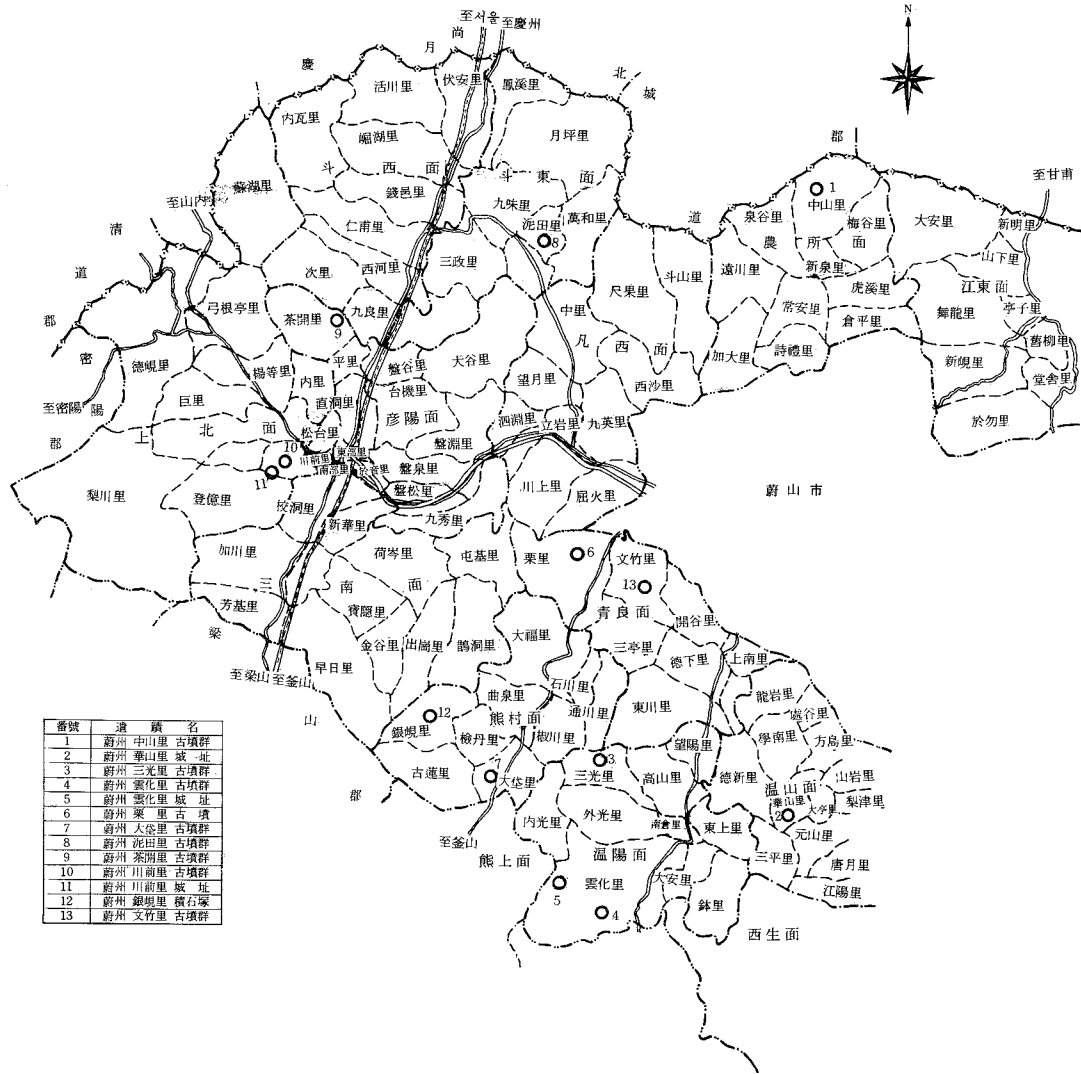 N
至서울
至慶州
慶
月
尚
北
城
郡
道
至甘甫
活川里
伏安里
鳳溪里
內瓦里
崛湖里
月坪里
斗
西
面
斗
東
面
蘇湖里
錢邑里
九味里
萬和里
至山內
仁甫里
泥田里
8
清
道
郡
次里
西河里
三政里
斗山里
尺果里
中里
泉谷里
1
中山里
梅谷里
大安里
新明里
農
所
面
山下里
新泉里
遠川里
虎溪里
江東面
常安里
倉平里
舞龍里
亭子里
舊柳里
詩禮里
加大里
新峴里
堂舍里
於勿里
弓根亭里
茶開里
9
九良里
凡
西
面
密
陽
郡
德峴里
楊等里
平里
盤谷里
大谷里
望月里
西沙里
至密陽
巨里
內里
台機里
直洞里
彦陽面
泗淵里
立岩里
九英里
上
北
面
松台里
盤淵里
10
川前里
東部里
南部里
盤泉里
11
盤松里
川上里
屈火里
蔚山市
梨川里
登億里
校洞里
新華里
九秀里
加川里
荷岑里
屯基里
栗里
6
文竹里
三
南
面
13
芳基里
寶隱里
青良面
開谷里
梁
金谷里
出崗里
鵲洞里
大福里
三亭里
德下里
上南里
至梁山
至釜山
早日里
石川里
龍岩里
山
曲泉里
通川里
東川里
處谷里
12
銀峴里
熊村面
學南里
方島里
檢丹里
椒川里
望陽里
古蓮里
7
大垈里
3
三光里
高山里
德新里
溫山面
山岩里
郡
華山里
大亭里
梨津里
2
內光里
外光里
南倉里
東上里
元山里
至釜山
三平里
唐月里
熊上面
溫陽面
大安里
江陽里
雲化里
5
4
鉢里
西生面
番號 遺蹟名
1 蔚州 中山里 古墳群
2 蔚州 華山里 城址
3 蔚州 三光里 古墳群
4 蔚州 雲化里 古墳群
5 蔚州 雲化里 城址
6 蔚州 栗里 古墳
7 蔚州 大垈里 古墳群
8 蔚州 泥田里 古墳群
9 蔚州 茶開里 古墳群
10 蔚州 川前里 古墳群
11 蔚州 川前里 城址
12 蔚州 銀峴里 積石塚
13 蔚州 文竹里 古墳群